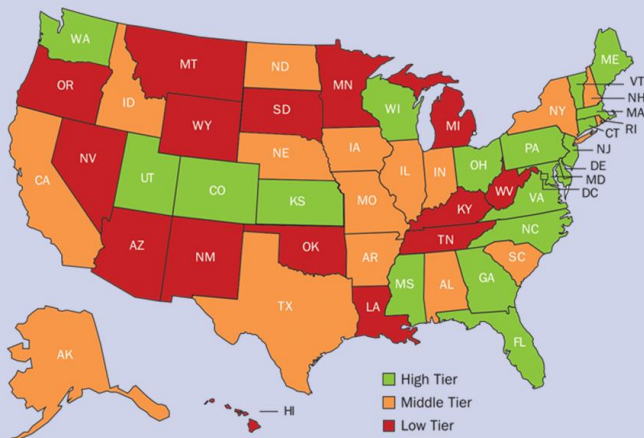 WA
ME
MT
ND
MN
VT
OR
ID
WI
NH
SD
NY
MA
WY
MI
RI
CT
IA
PA
NJ
NE
NV
OH
IL
IN
DE
UT
MD
CA
CO
WV
DC
VA
KS
MO
KY
NC
TN
AZ
OK
NM
AR
SC
MS
AL
GA
TX
LA
FL
AK
HI
High Tier
Middle Tier
Low Tier